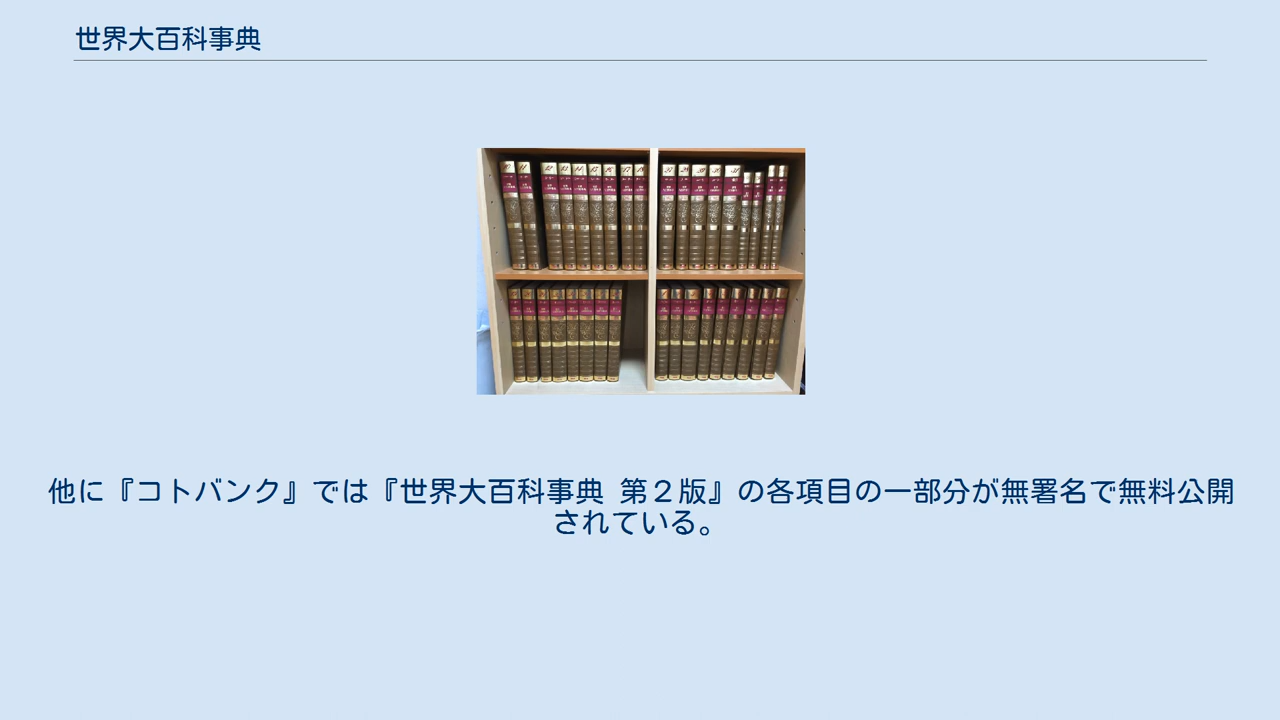 世界大百科事典
他に『コトバンク』では『世界大百科事典 第２版』の各項目の一部分が無署名で無料公開
されている。